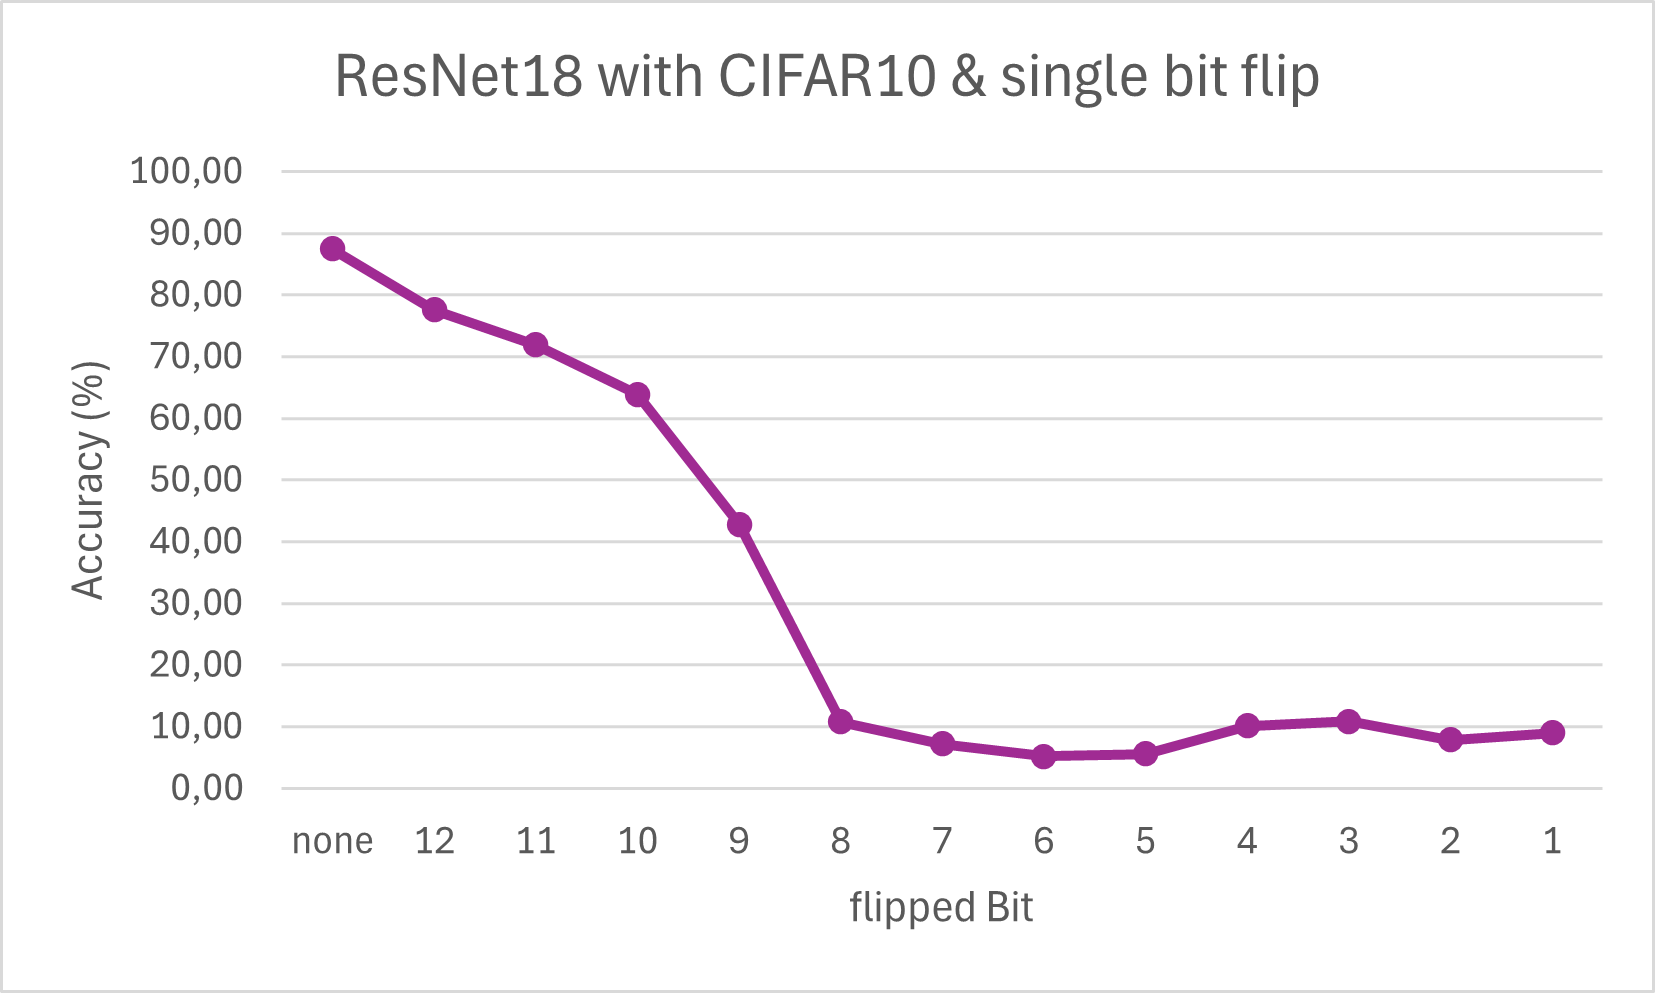 ResNet18 with CIFAR10 & single bit flip
100,00
90,00
80,00
70,00
60,00
50,00
40,00
30,00
20,00
10,00
0,00
Accuracy (%)
none 12 11 10 9 8 7 6 5 4 3 2 1
flipped Bit